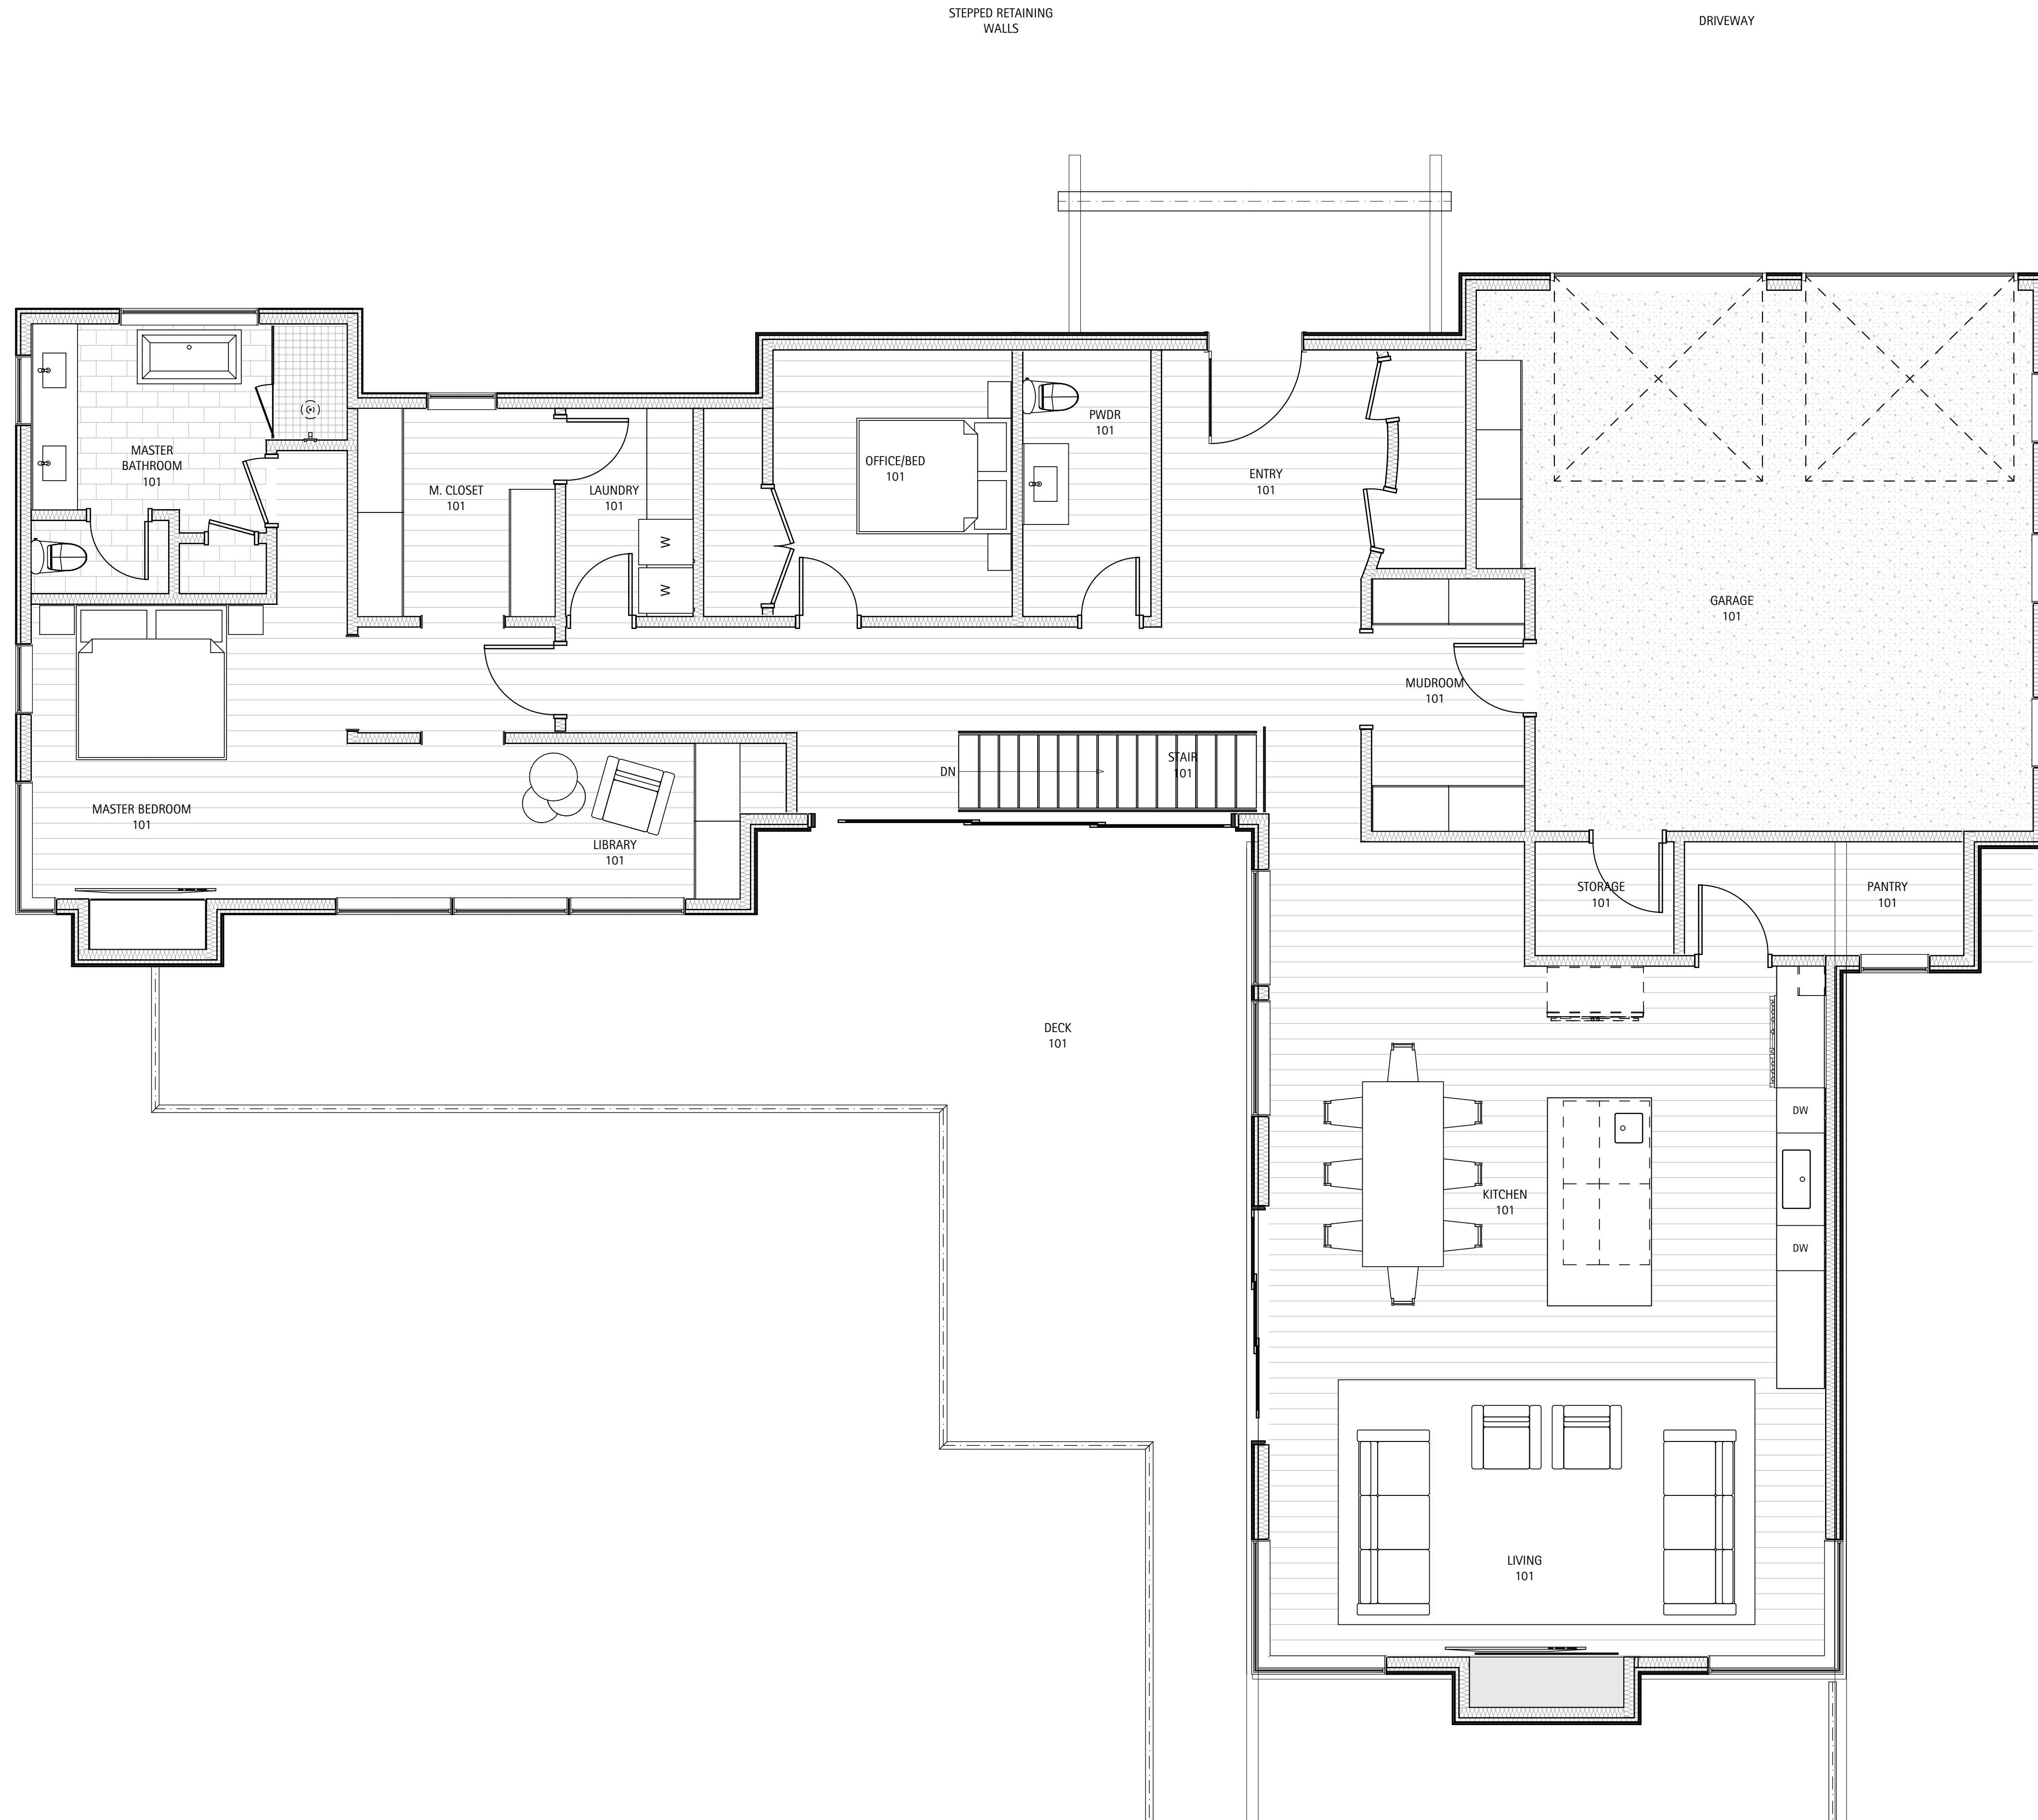 STEPPED RETAINING
WALLS
DRIVEWAY
MASTER
BATHROOM
101
M. CLOSET
101
LAUNDRY
101
W
W
OFFICE/BED
101
PWDR
101
ENTRY
101
GARAGE
101
MUDROOM
101
DN
STAIR
101
MASTER BEDROOM
101
LIBRARY
101
STORAGE
101
PANTRY
101
DECK
101
DW
KITCHEN
101
DW
LIVING
101